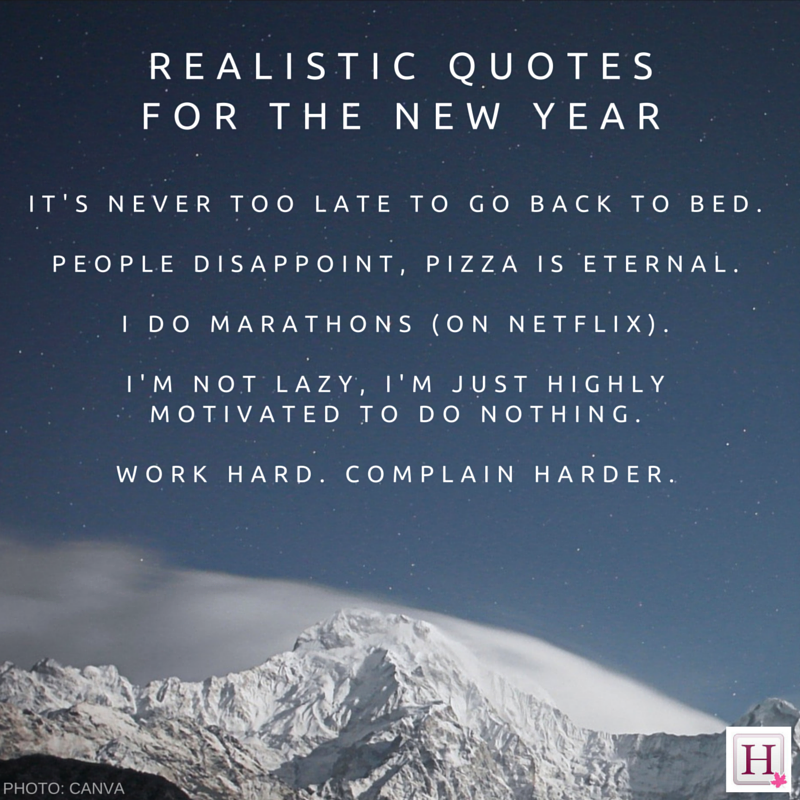 REALISTIC QUOTES
FOR THE NEW YEAR
IT'S NEVER TOO LATE TO GO BACK TO BED.
PEOPLE DISAPPOINT, PIZZA IS ETERNAL.
I DO MARATHONS (ON NETFLIX).
I'M NOT LAZY, I'M JUST HIGHLY
MOTIVATED TO DO NOTHING.
WORK HARD. COMPLAIN HARDER.
H
PHOTO: CANVA